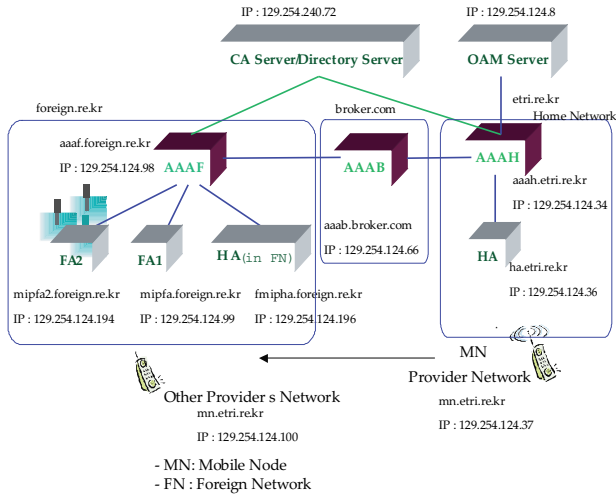 IP : 129.254.240.72
IP : 129.254.124.8
CA Server/Directory Server
OAM Server
foreign.re.kr
broker.com
etri.re.kr
Home Network
aaaf.foreign.re.kr
IP : 129.254.124.98
AAAF
AAAB
AAAH
aaah.etri.re.kr
IP : 129.254.124.34
aaab.broker.com
IP : 129.254.124.66
FA2
FA1
HA(in FN)
HA
ha.etri.re.kr
IP : 129.254.124.36
mipfa2.foreign.re.kr
IP : 129.254.124.194
mipfa.foreign.re.kr
IP : 129.254.124.99
fmipha.foreign.re.kr
IP : 129.254.124.196
MN
Provider Network
mn.etri.re.kr
IP : 129.254.124.37
Other Provider s Network
mn.etri.re.kr
IP : 129.254.124.100
- MN: Mobile Node
- FN : Foreign Network